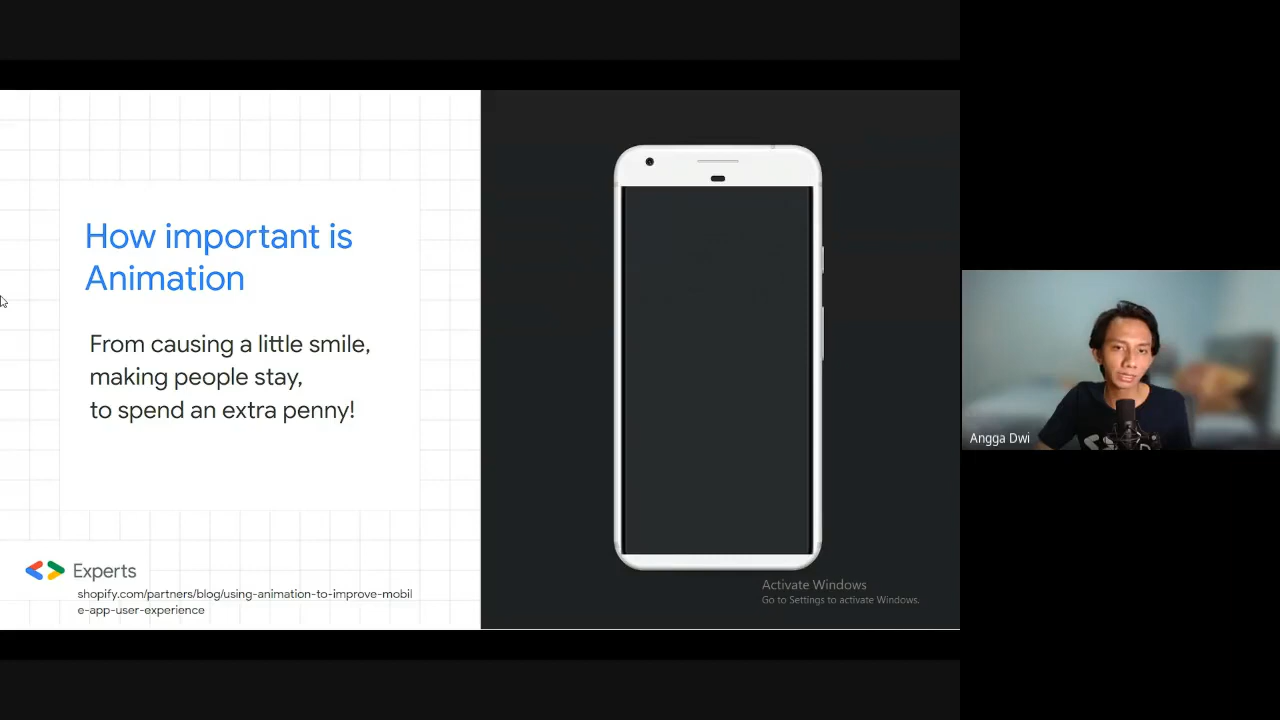 How important is
Animation
From causing a little smile,
making people stay,
to spend an extra penny!
Experts
shopify.com/partners/blog/using-animation-to-improve-mobil
e-app-user-experience
Activate Windows
Go to Settings to activate Windows.
Angga Dwi